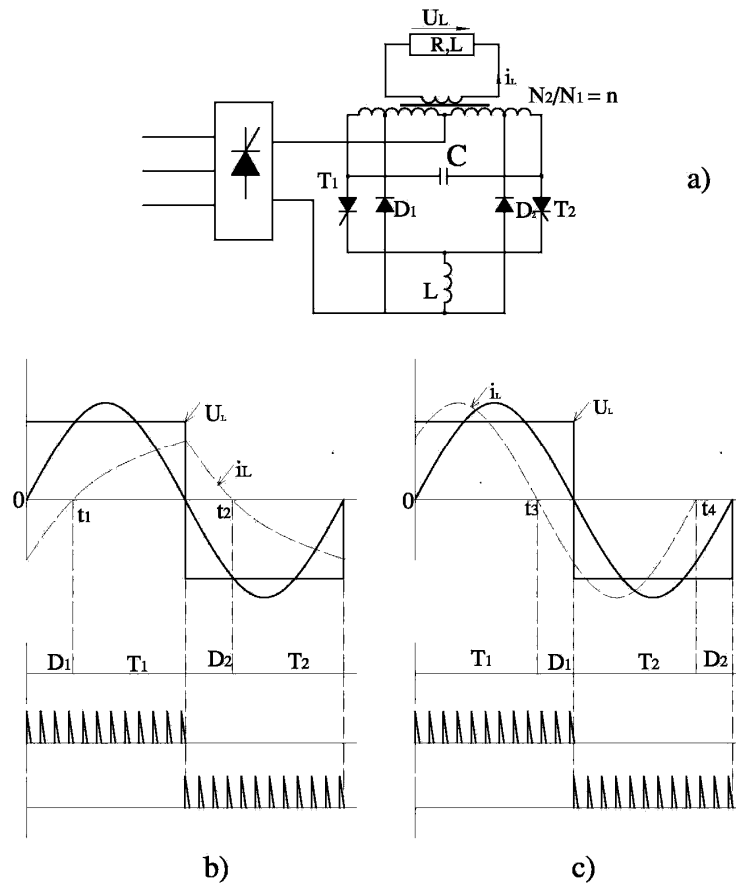 UL
R,L
iL
N2/N1 = n
C
T1
D1
D2
T2
a)
L
UL
iL
0
t1
t2
D1
T1
D2
T2
b)
iL
UL
0
t3
t4
T1
D1
T2
D2
c)